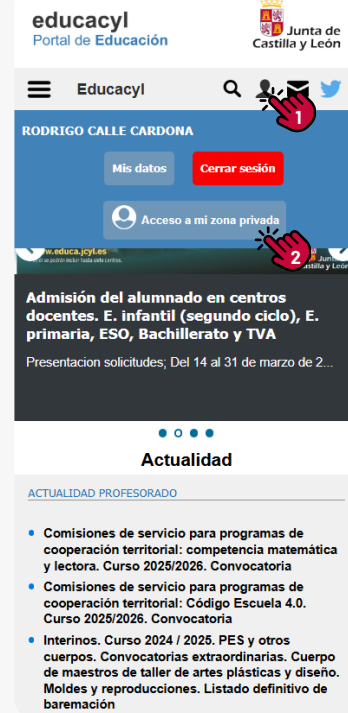 educacyl
Portal de Educación
Junta de
Castilla y León
Educacyl
1
RODRIGO CALLE CARDONA
Mis datos
Cerrar sesión
Acceso a mi zona privada
2
w.educa.jcyl.es
Admisión del alumnado en centros
docentes. E. infantil (segundo ciclo), E.
primaria, ESO, Bachillerato y TVA
Presentacion solicitudes; Del 14 al 31 de marzo de 2...
Actualidad
ACTUALIDAD PROFESORADO
Comisiones de servicio para programas de
cooperación territorial: competencia matemática
y lectora. Curso 2025/2026. Convocatoria
Comisiones de servicio para programas de
cooperación territorial: Código Escuela 4.0.
Curso 2025/2026. Convocatoria
Interinos. Curso 2024 / 2025. PES y otros
cuerpos. Convocatorias extraordinarias. Cuerpo
de maestros de taller de artes plásticas y diseño.
Moldes y reproducciones. Listado definitivo de
baremación